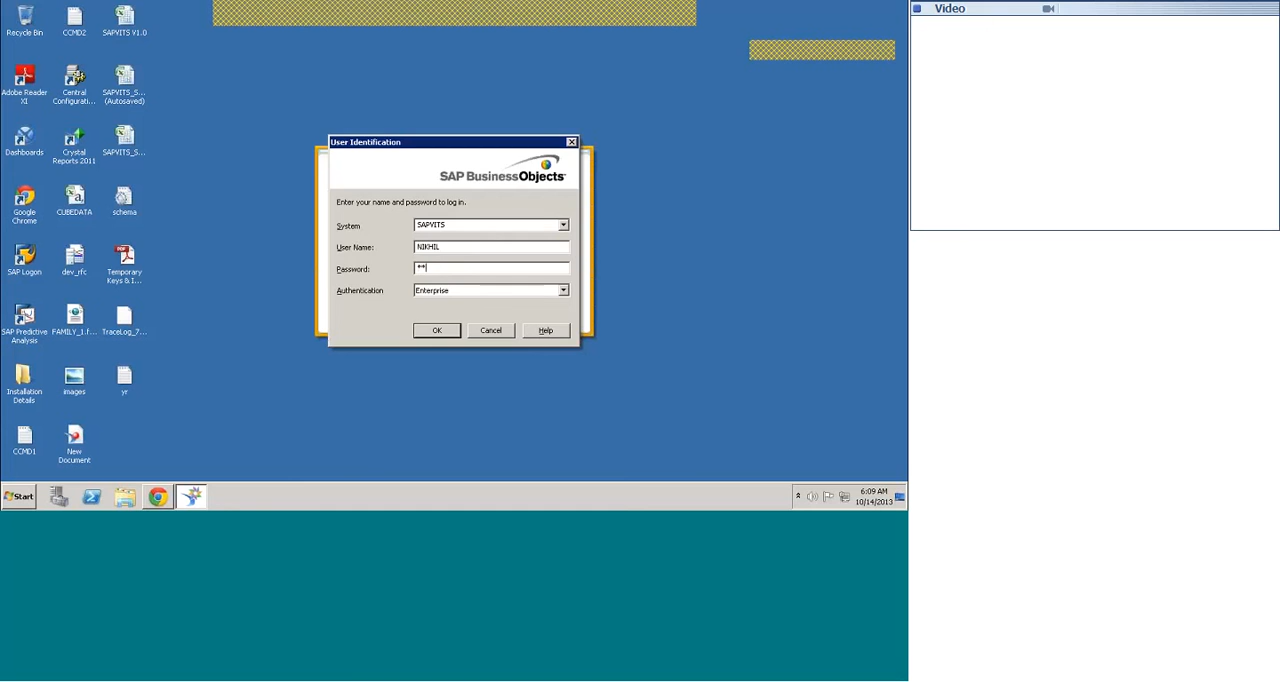 Recycle Bin
CCMD2
SAPVITS V1.0
Adobe Reader
XI
Central
Configurati...
SAPVITS_S...
(Autosaved)
Dashboards
Crystal
Reports 2011
SAPVITS_S...
Google
Chrome
CUBEDATA
schema
SAP Logon
dev_rfc
Temporary
Keys & I...
SAP Predictive
Analysis
FAMILY_1.f...
TraceLog_7...
Installation
Details
images
yr
CCMD1
New
Document
User Identification
SAP BusinessObjects
Enter your name and password to log in.
System
SAPVITS
User Name:
NIKHIL
Password:
**
Authentication
Enterprise
OK
Cancel
Help
Video
Start
6:09 AM
10/14/2013